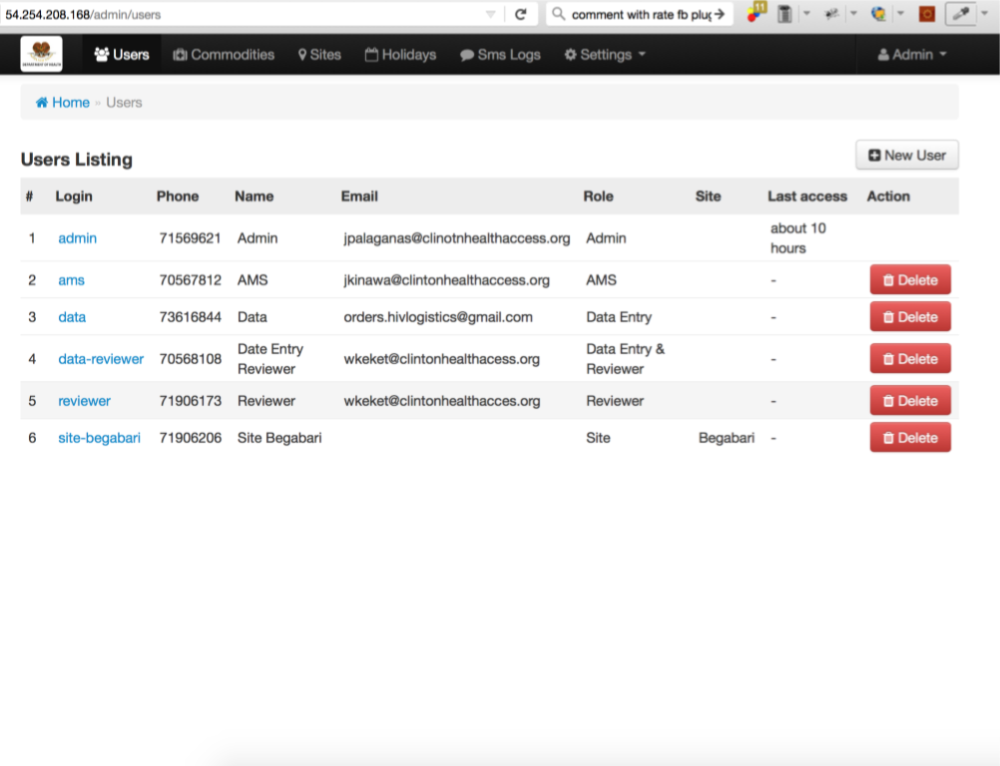 54.254.208.168/admin/users
comment with rate fb plug
11
DEPARTMENT OF HEALTH
Users
Commodities
Sites
Holidays
Sms Logs
Settings
Admin
Home » Users
Users Listing
New User
# Login Phone Name Email Role Site Last access Action
1 admin 71569621 Admin jpalaganas@clinotnhealthaccess.org Admin about 10
hours
2 ams 70567812 AMS jkinawa@clintonhealthaccess.org AMS - Delete
3 data 73616844 Data orders.hivlogistics@gmail.com Data Entry - Delete
4 data-reviewer 70568108 Date Entry
Reviewer wkeket@clintonhealthacess.org Data Entry &
Reviewer - Delete
5 reviewer 71906173 Reviewer wkeket@clintonhealthacces.org Reviewer - Delete
6 site-begabari 71906206 Site Begabari Site Begabari - Delete